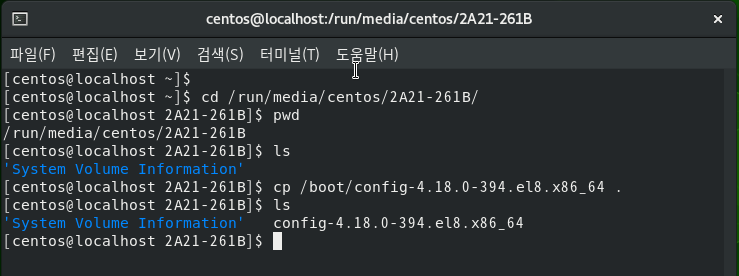 centos@localhost:/run/media/centos/2A21-261B
파일(F) 편집(E) 보기(V) 검색(S) 터미널(T) 도움말(H)
[centos@localhost ~]$
[centos@localhost ~]$ cd /run/media/centos/2A21-261B/
[centos@localhost 2A21-261B]$ pwd
/run/media/centos/2A21-261B
[centos@localhost 2A21-261B]$ ls
'System Volume Information'
[centos@localhost 2A21-261B]$ cp /boot/config-4.18.0-394.el8.x86_64 .
[centos@localhost 2A21-261B]$ ls
'System Volume Information'   config-4.18.0-394.el8.x86_64
[centos@localhost 2A21-261B]$